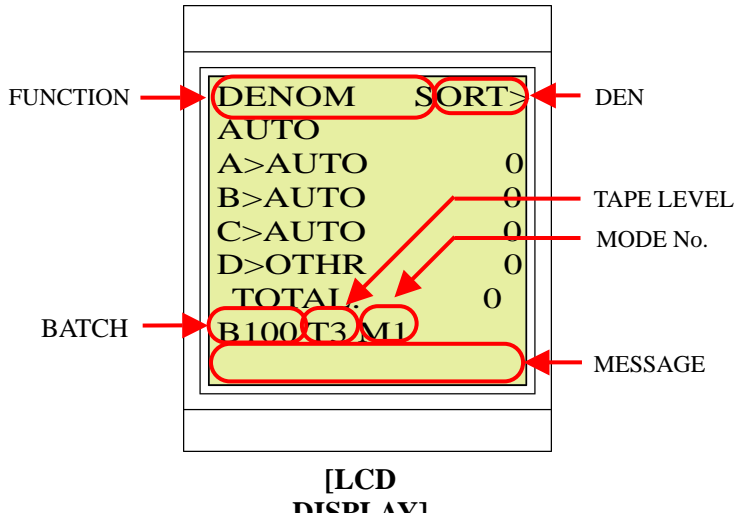 FUNCTION DENOM SORT> DEN
AUTO
A>AUTO 0
B>AUTO 0 TAPE LEVEL
C>AUTO 0 MODE No.
D>OTHR 0
TOTAL. 0
BATCH B100 T3 M1
MESSAGE
[LCD
DISPLAY]